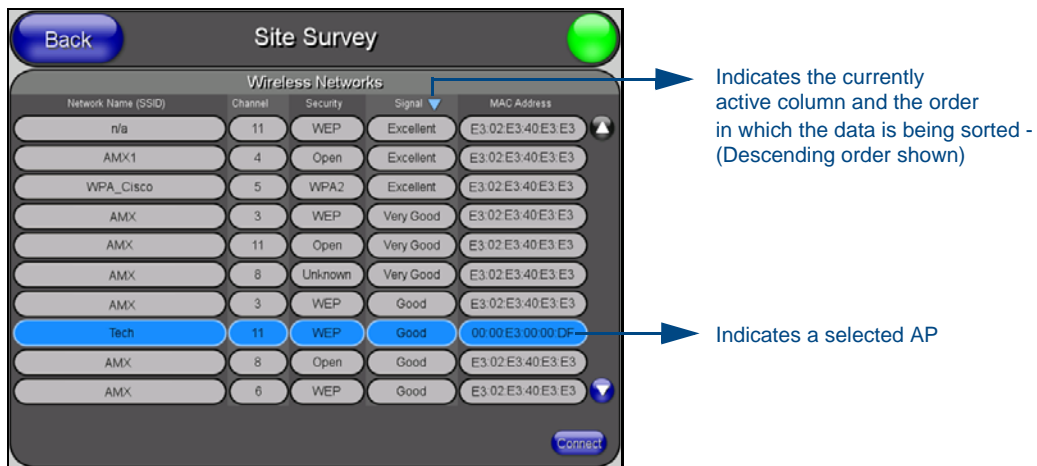 Back
Site Survey
Wireless Networks
Network Name (SSID) Channel Security Signal MAC Address
n/a 11 WEP Excellent E3:02:E3:40:E3:E3
AMX1 4 Open Excellent E3:02:E3:40:E3:E3
WPA_Cisco 5 WPA2 Excellent E3:02:E3:40:E3:E3
AMX 3 WEP Very Good E3:02:E3:40:E3:E3
AMX 11 Open Very Good E3:02:E3:40:E3:E3
AMX 8 Unknown Very Good E3:02:E3:40:E3:E3
AMX 3 WEP Good E3:02:E3:40:E3:E3
Tech 11 WEP Good 00:00:E3:00:00:DF
AMX 8 Open Good E3:02:E3:40:E3:E3
AMX 6 WEP Good E3:02:E3:40:E3:E3
Connect
Indicates the currently
active column and the order
in which the data is being sorted -
(Descending order shown)
Indicates a selected AP